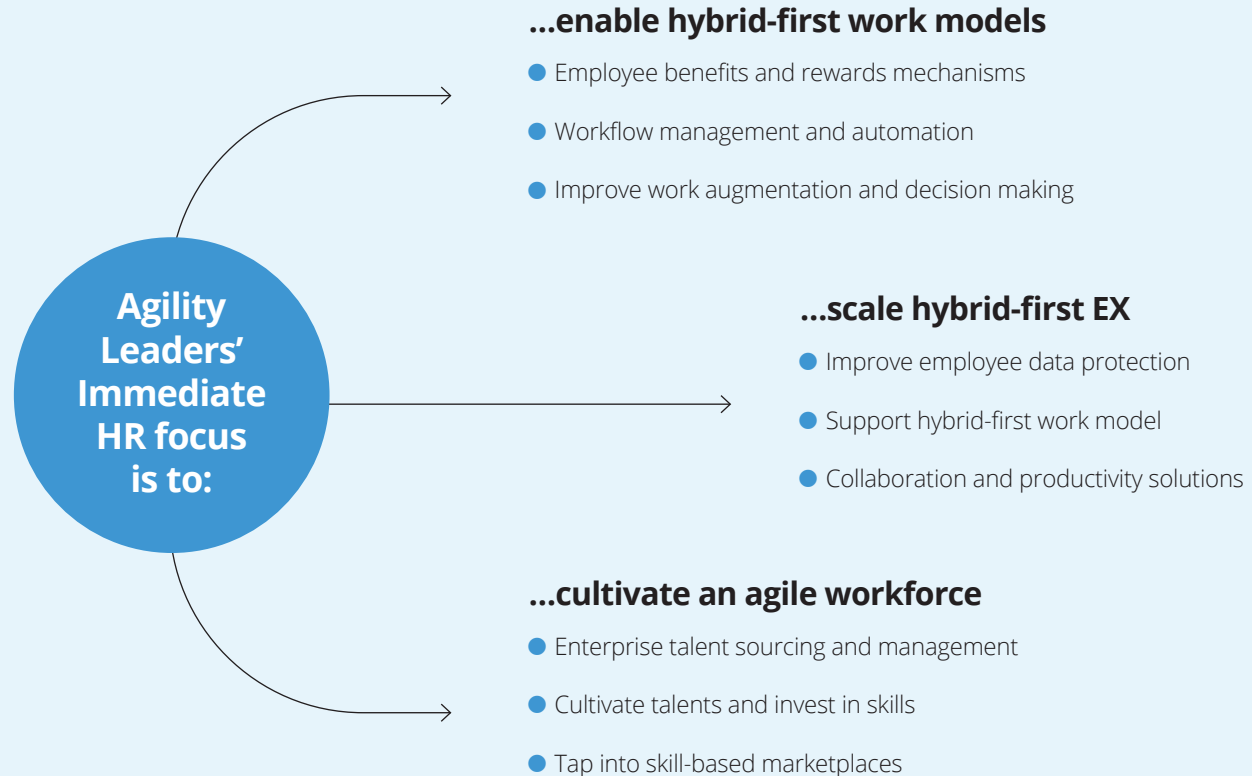 ...enable hybrid-first work models
Employee benefits and rewards mechanisms
Workflow management and automation
Improve work augmentation and decision making
Agility
Leaders’
Immediate
HR focus
is to:
...scale hybrid-first EX
Improve employee data protection
Support hybrid-first work model
Collaboration and productivity solutions
...cultivate an agile workforce
Enterprise talent sourcing and management
Cultivate talents and invest in skills
Tap into skill-based marketplaces